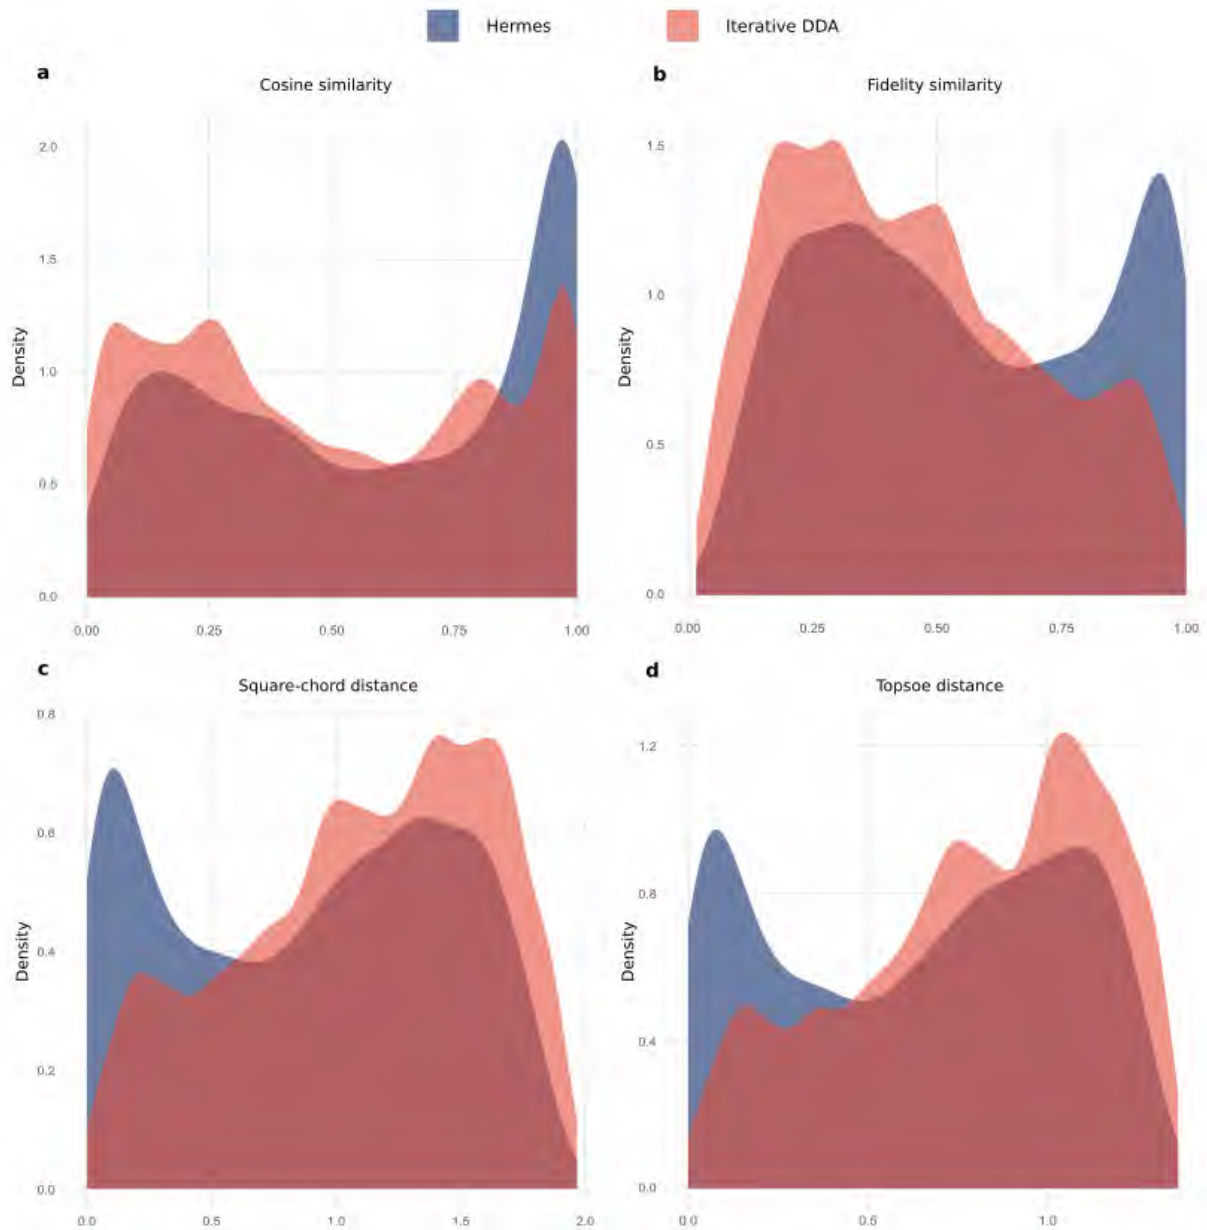 Hermes Iterative DDA
a b
Cosine similarity Fidelity similarity
2.0
1.5
1.0
0.5
0.0
Density
0.00 0.25 0.50 0.75 1.00
1.5
1.0
0.5
0.0
Density
0.00 0.25 0.50 0.75 1.00
c d
Square-chord distance Topsoe distance
0.8
0.6
0.4
0.2
0.0
Density
0.0 0.5 1.0 1.5 2.0
1.2
0.8
0.4
0.0
Density
0.0 0.5 1.0